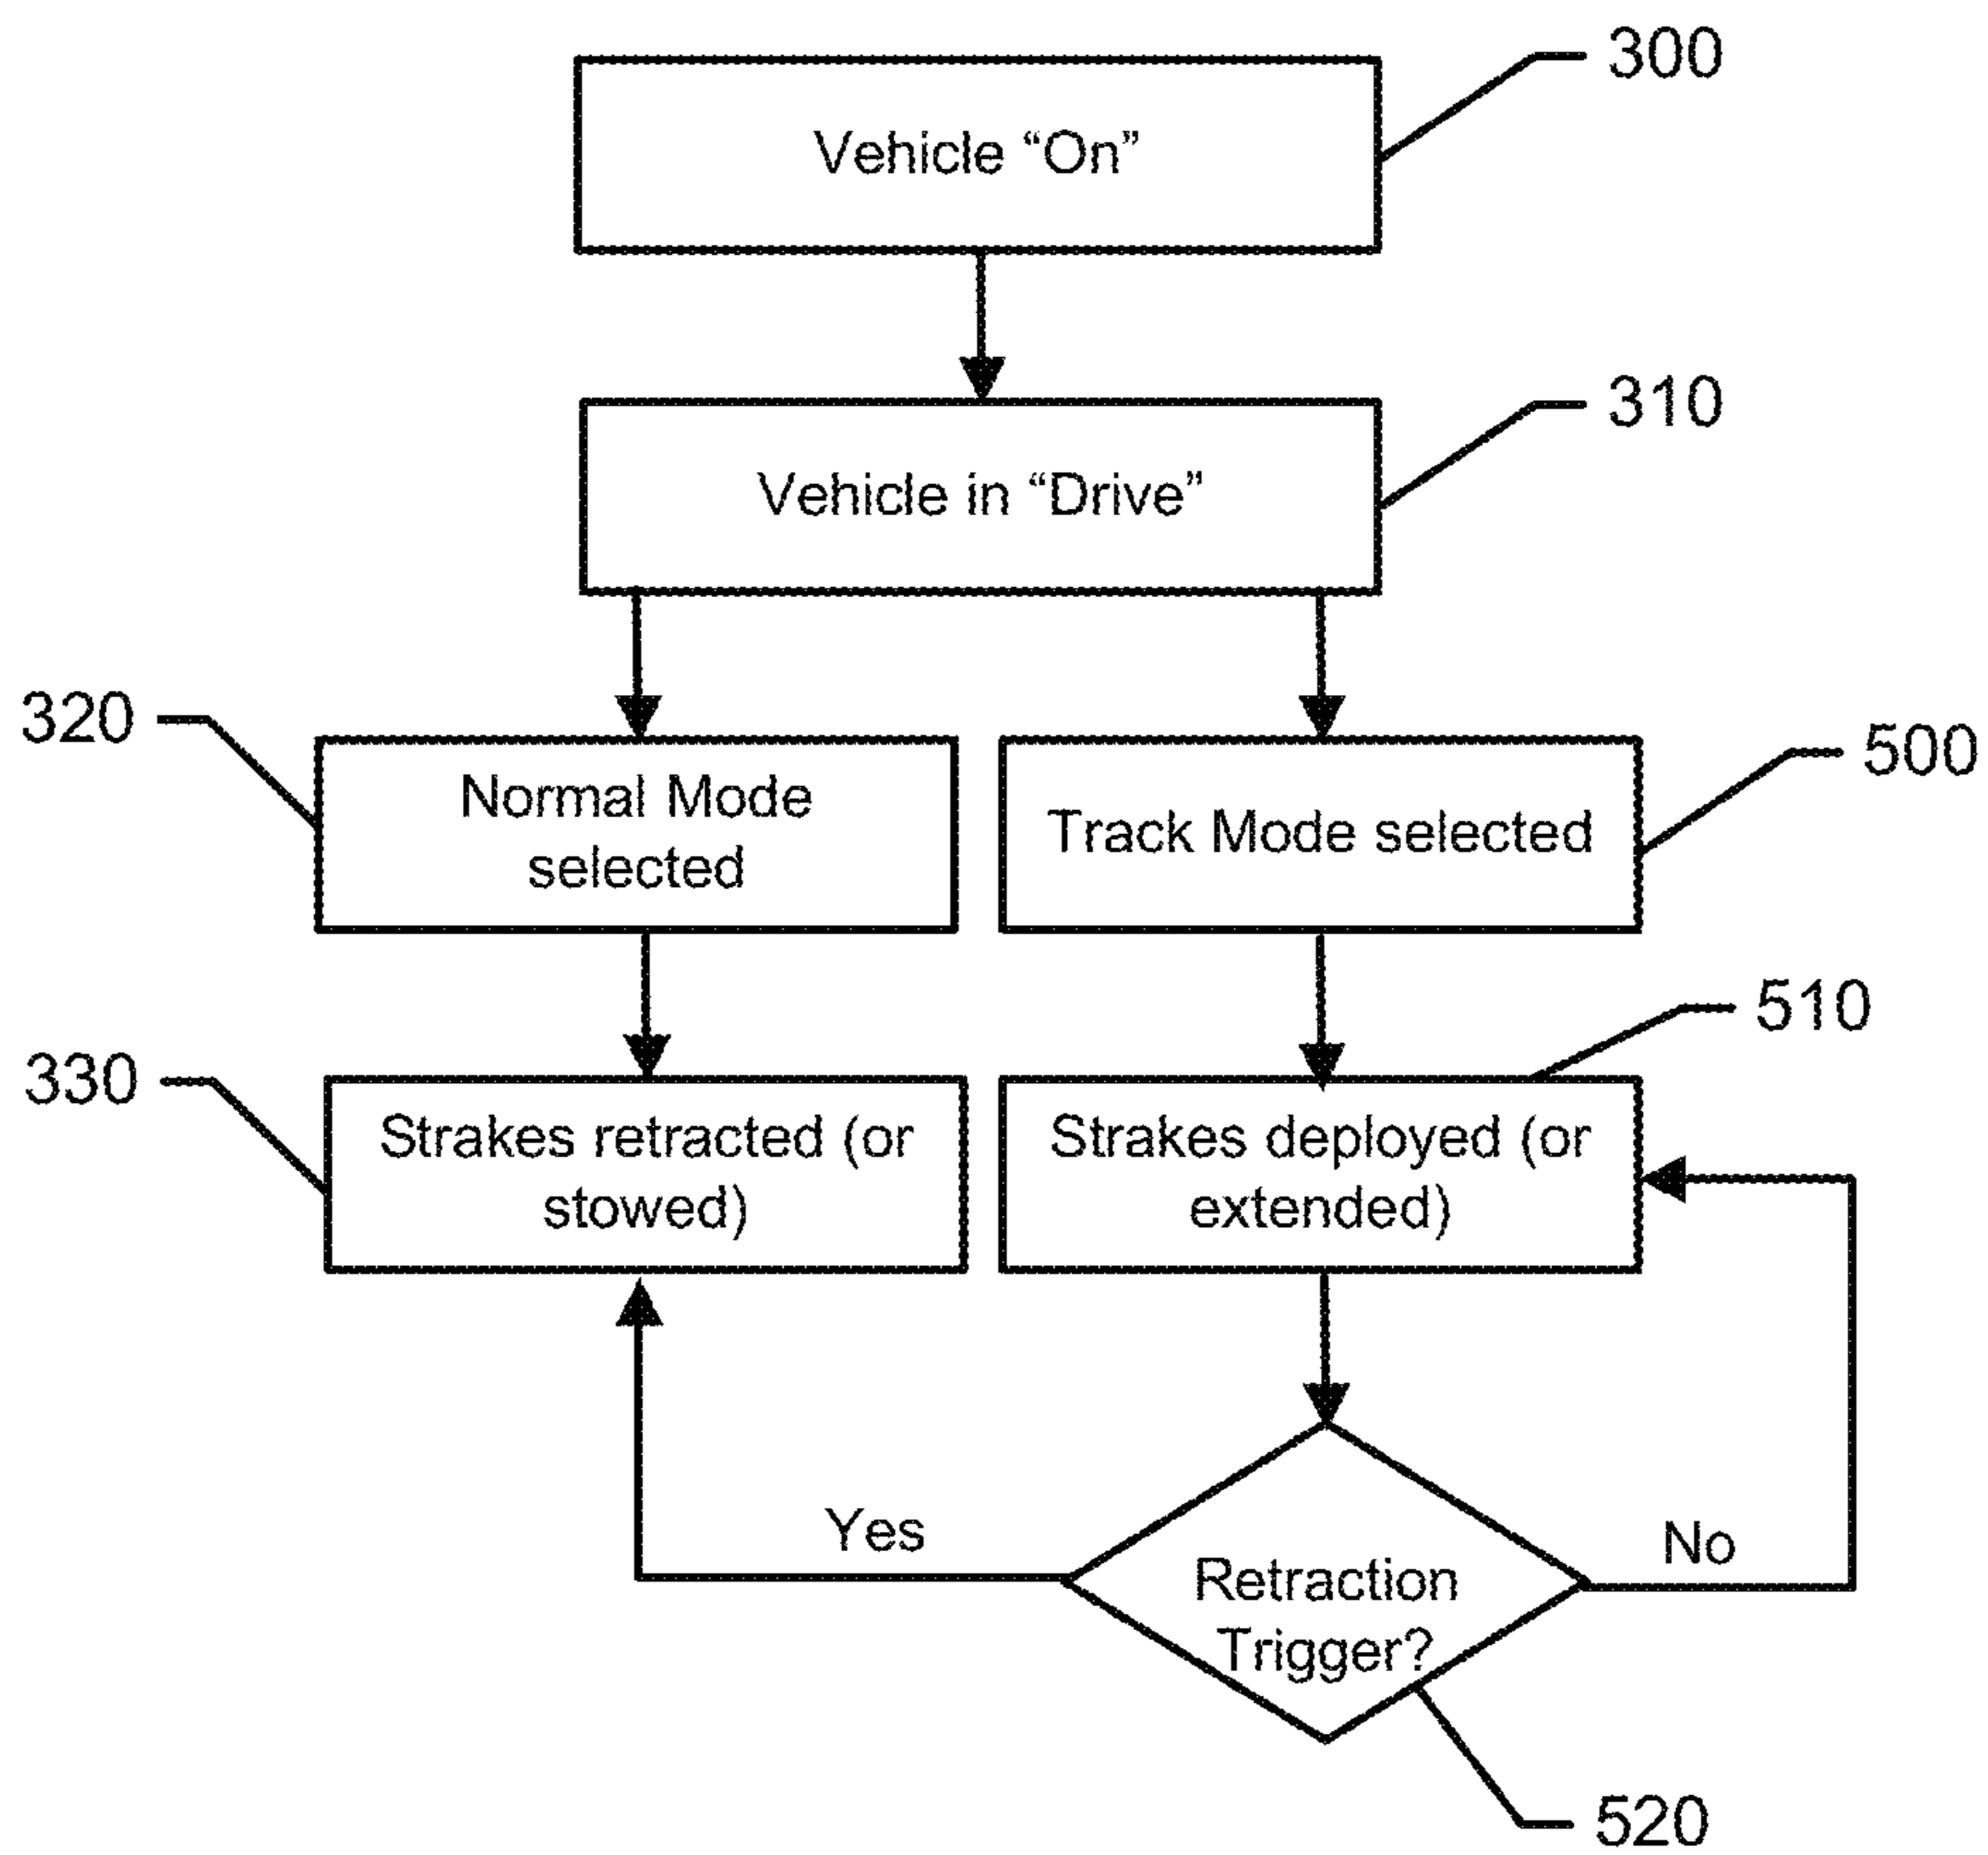 300
Vehicle “On”
310
Vehicle in “Drive”
320
Normal Mode
selected
500
Track Mode selected
330
Strakes retracted (or
stowed)
510
Strakes deployed (or
extended)
Yes
No
Retraction
Trigger?
520